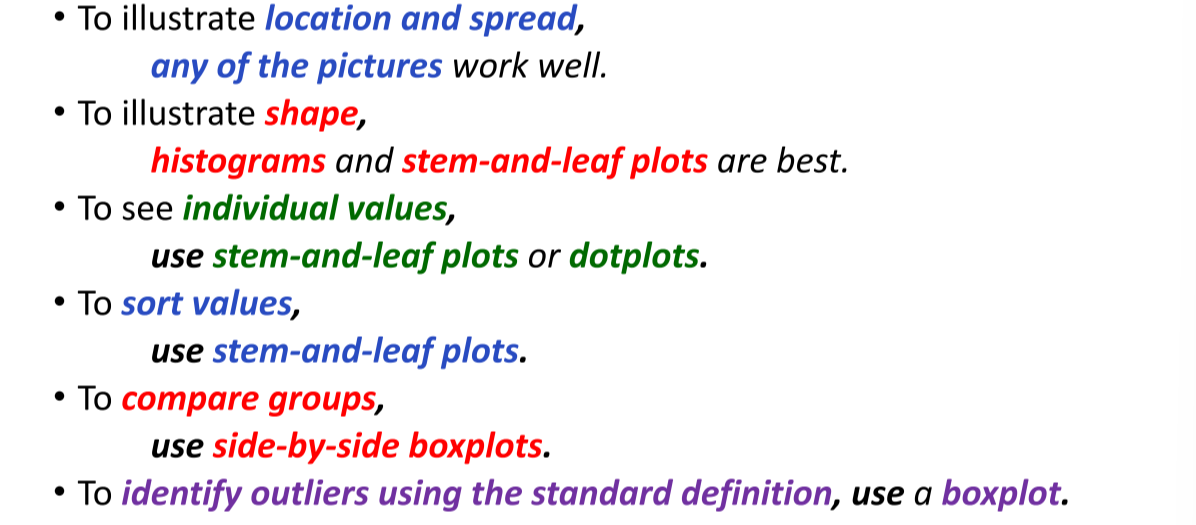 • To illustrate location and spread,
any of the pictures work well.
• To illustrate shape,
histograms and stem-and-leaf plots are best.
• To see individual values,
use stem-and-leaf plots or dotplots.
• To sort values,
use stem-and-leaf plots.
• To compare groups,
use side-by-side boxplots.
• To identify outliers using the standard definition, use a boxplot.